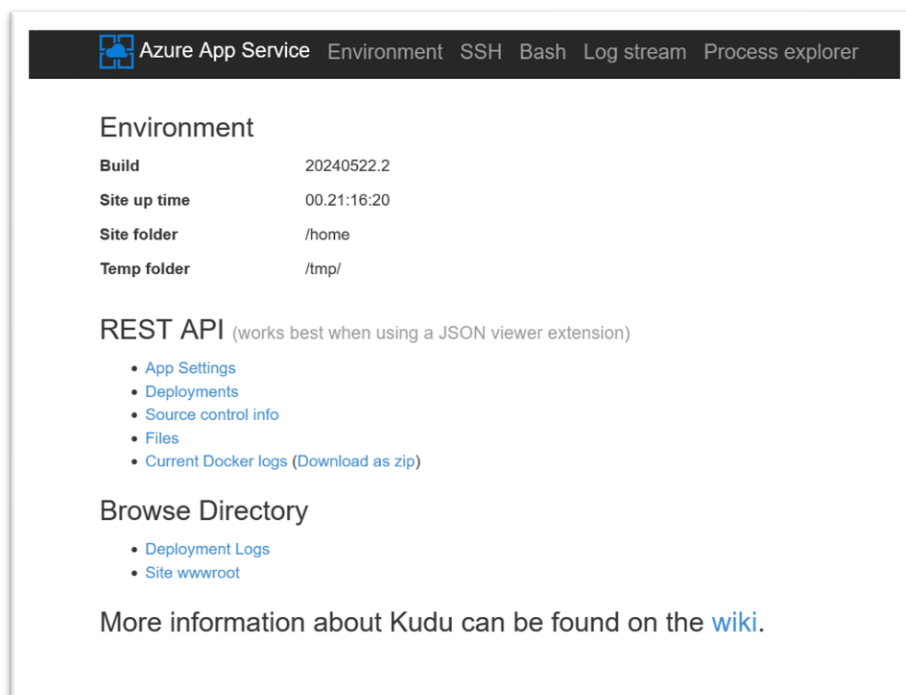 Azure App Service Environment SSH Bash Log stream Process explorer
Environment
Build 20240522.2
Site up time 00.21:16:20
Site folder /home
Temp folder /tmp/
REST API (works best when using a JSON viewer extension)
App Settings
Deployments
Source control info
Files
Current Docker logs (Download as zip)
Browse Directory
Deployment Logs
Site wwwroot
More information about Kudu can be found on the wiki.